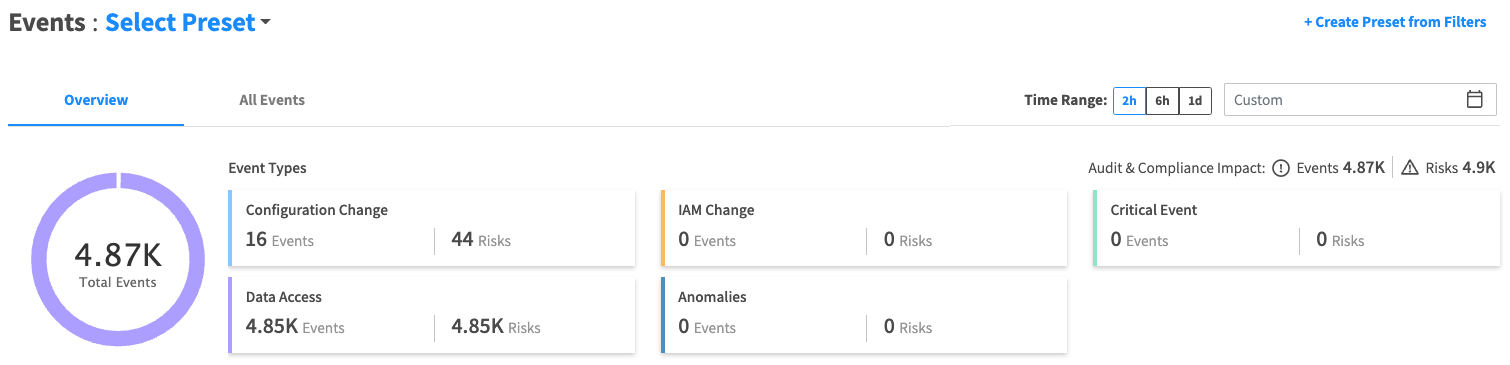 Events : Select Preset
+ Create Preset from Filters
Overview
All Events
Time Range: 2h 6h 1d Custom
4.87K
Total Events
Event Types
Audit & Compliance Impact: Events 4.87K Risks 4.9K
Configuration Change
16 Events 44 Risks
IAM Change
0 Events 0 Risks
Critical Event
0 Events 0 Risks
Data Access
4.85K Events 4.85K Risks
Anomalies
0 Events 0 Risks